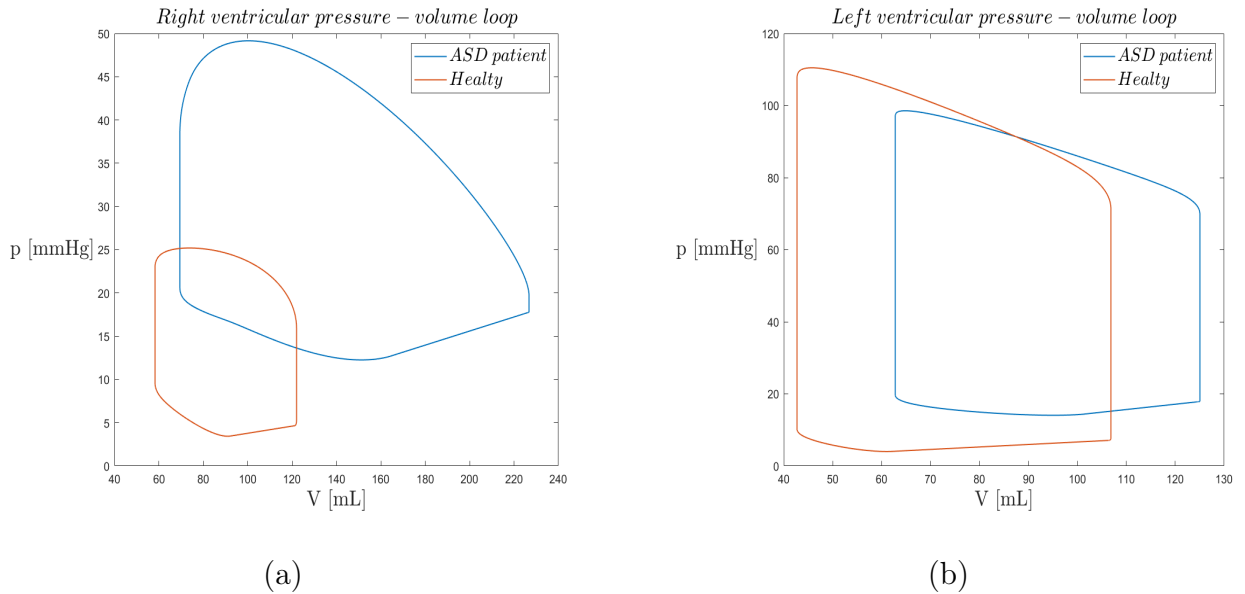 Right ventricular pressure – volume loop
50
45
40
35
30
25
20
15
10
5
0
p [mmHg]
ASD patient
Healty
40 60 80 100 120 140 160 180 200 220 240
V [mL]
(a)
Left ventricular pressure – volume loop
120
100
80
60
40
20
0
p [mmHg]
ASD patient
Healty
40 50 60 70 80 90 100 110 120 130
V [mL]
(b)